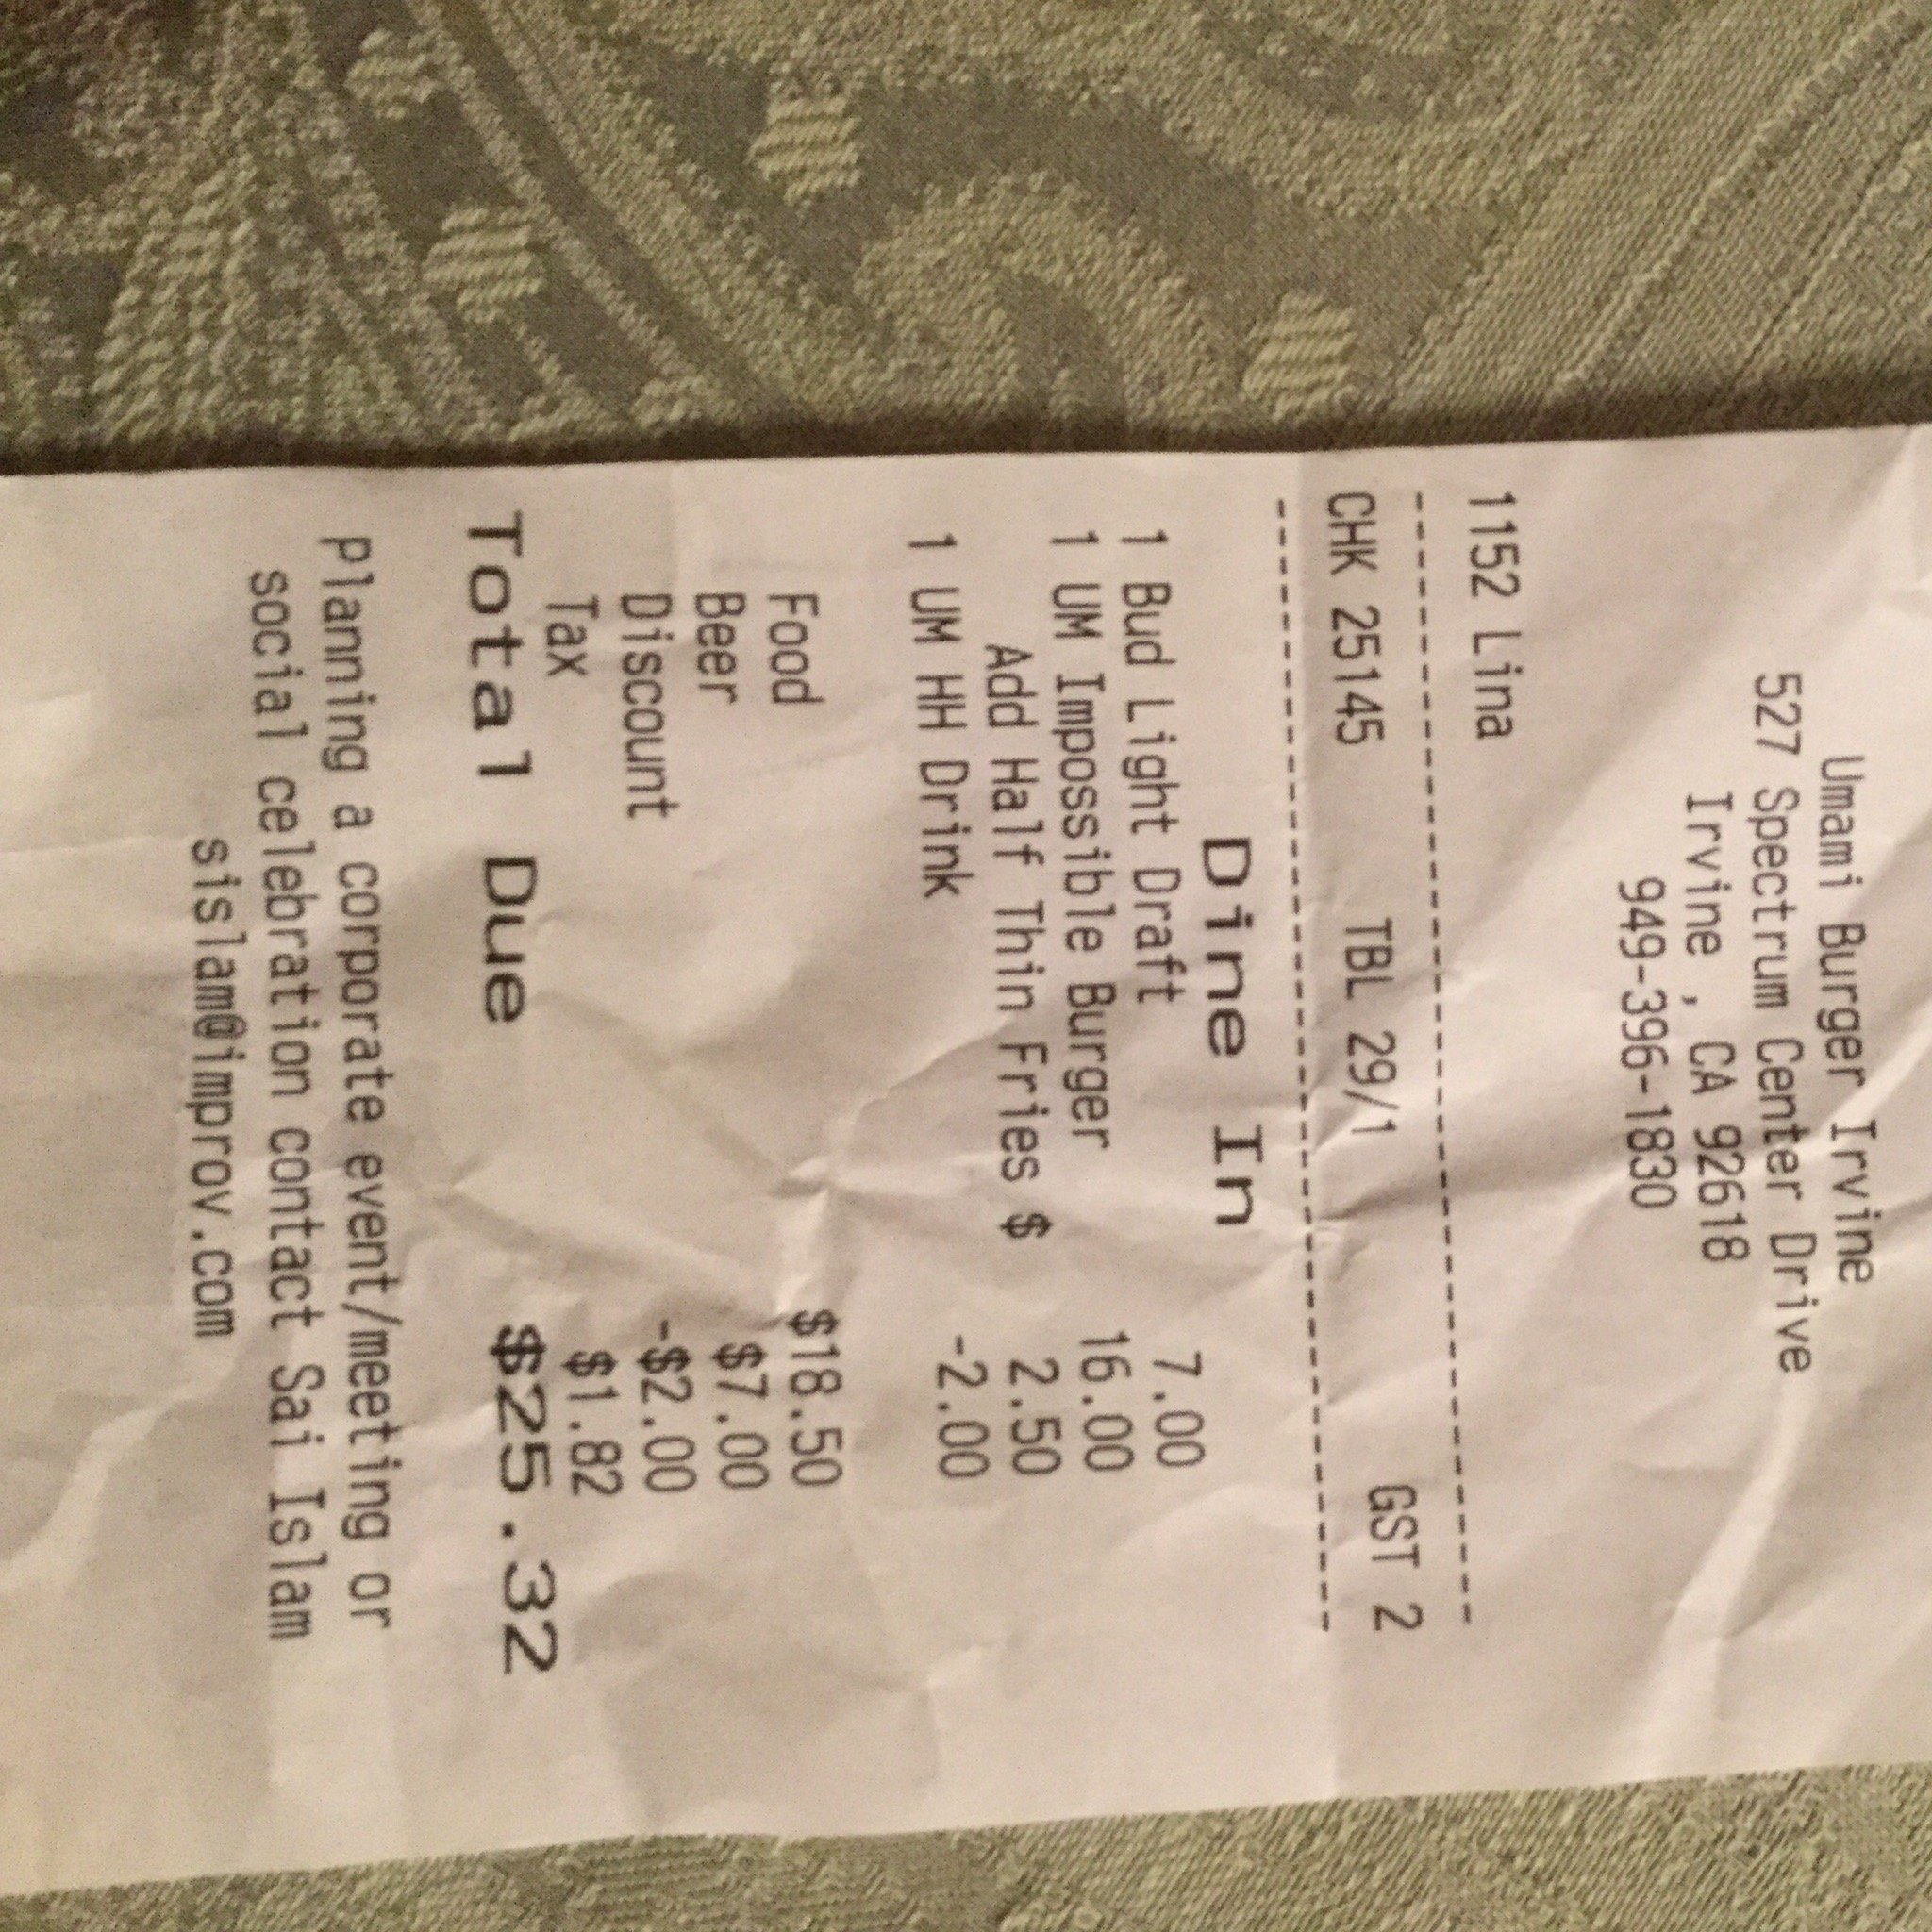 Umami Burger Irvine
527 Spectrum Center Drive
Irvine , CA 92618
949-396-1830
1152 Lina
CHK 25145 TBL 29/1 GST 2
Dine In
1 Bud Light Draft 7.00
1 UM Impossible Burger 16.00
Add Half Thin Fries $ 2.50
1 UM HH Drink -2.00
Food $18.50
Beer $7.00
Discount -$2.00
Tax $1.82
Total Due $25.32
Planning a corporate event/meeting or
social celebration contact Sai Islam
sislam@improv.com